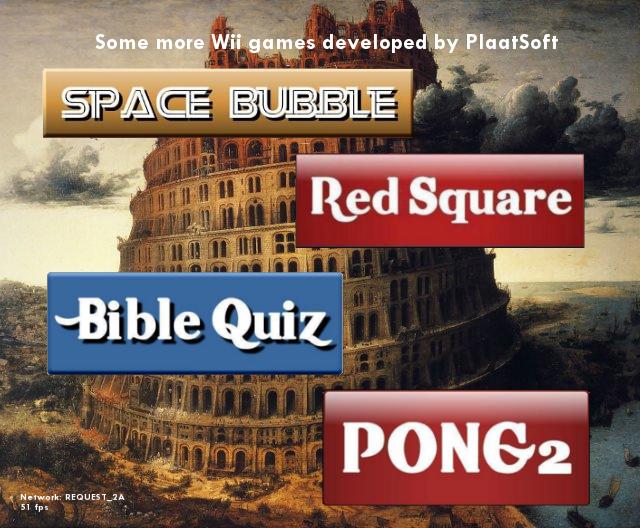 Some more Wii games developed by PlaatSoft
SPACE BUBBLE
Red Square
Bible Quiz
PONG2
Network: REQUEST_2A
51 fps